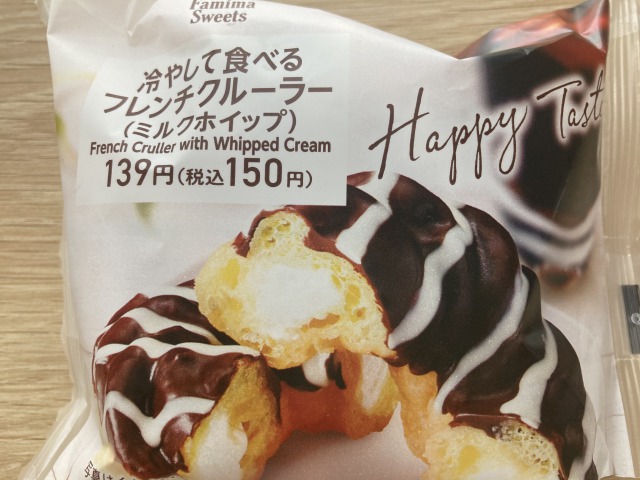 Famima
Sweets
冷やして食べる
フレンチクルーラー
(ミルクホイップ)
French Cruller with Whipped Cream
139円(税込150円)
Happy Taste